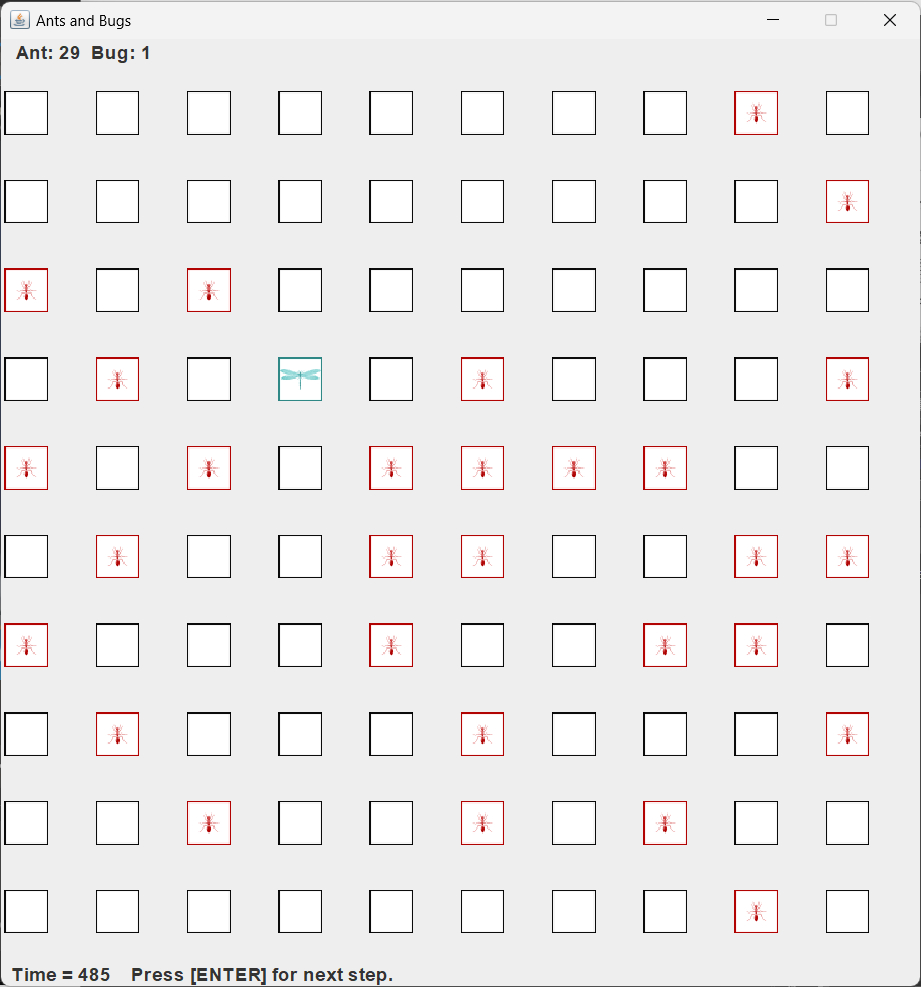 Ants and Bugs
Ant: 29 Bug: 1
Time = 485 Press [ENTER] for next step.